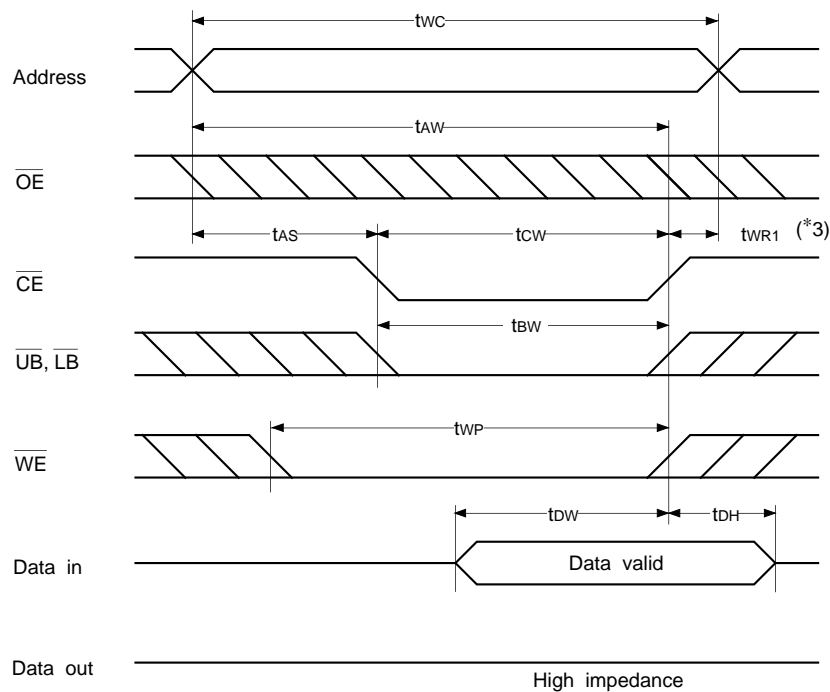 tWC
Address
tAW
OE
tAS tCW tWR1 (*3)
CE
tBW
UB, LB
tWP
WE
tDW tDH
Data in Data valid
Data out
High impedance